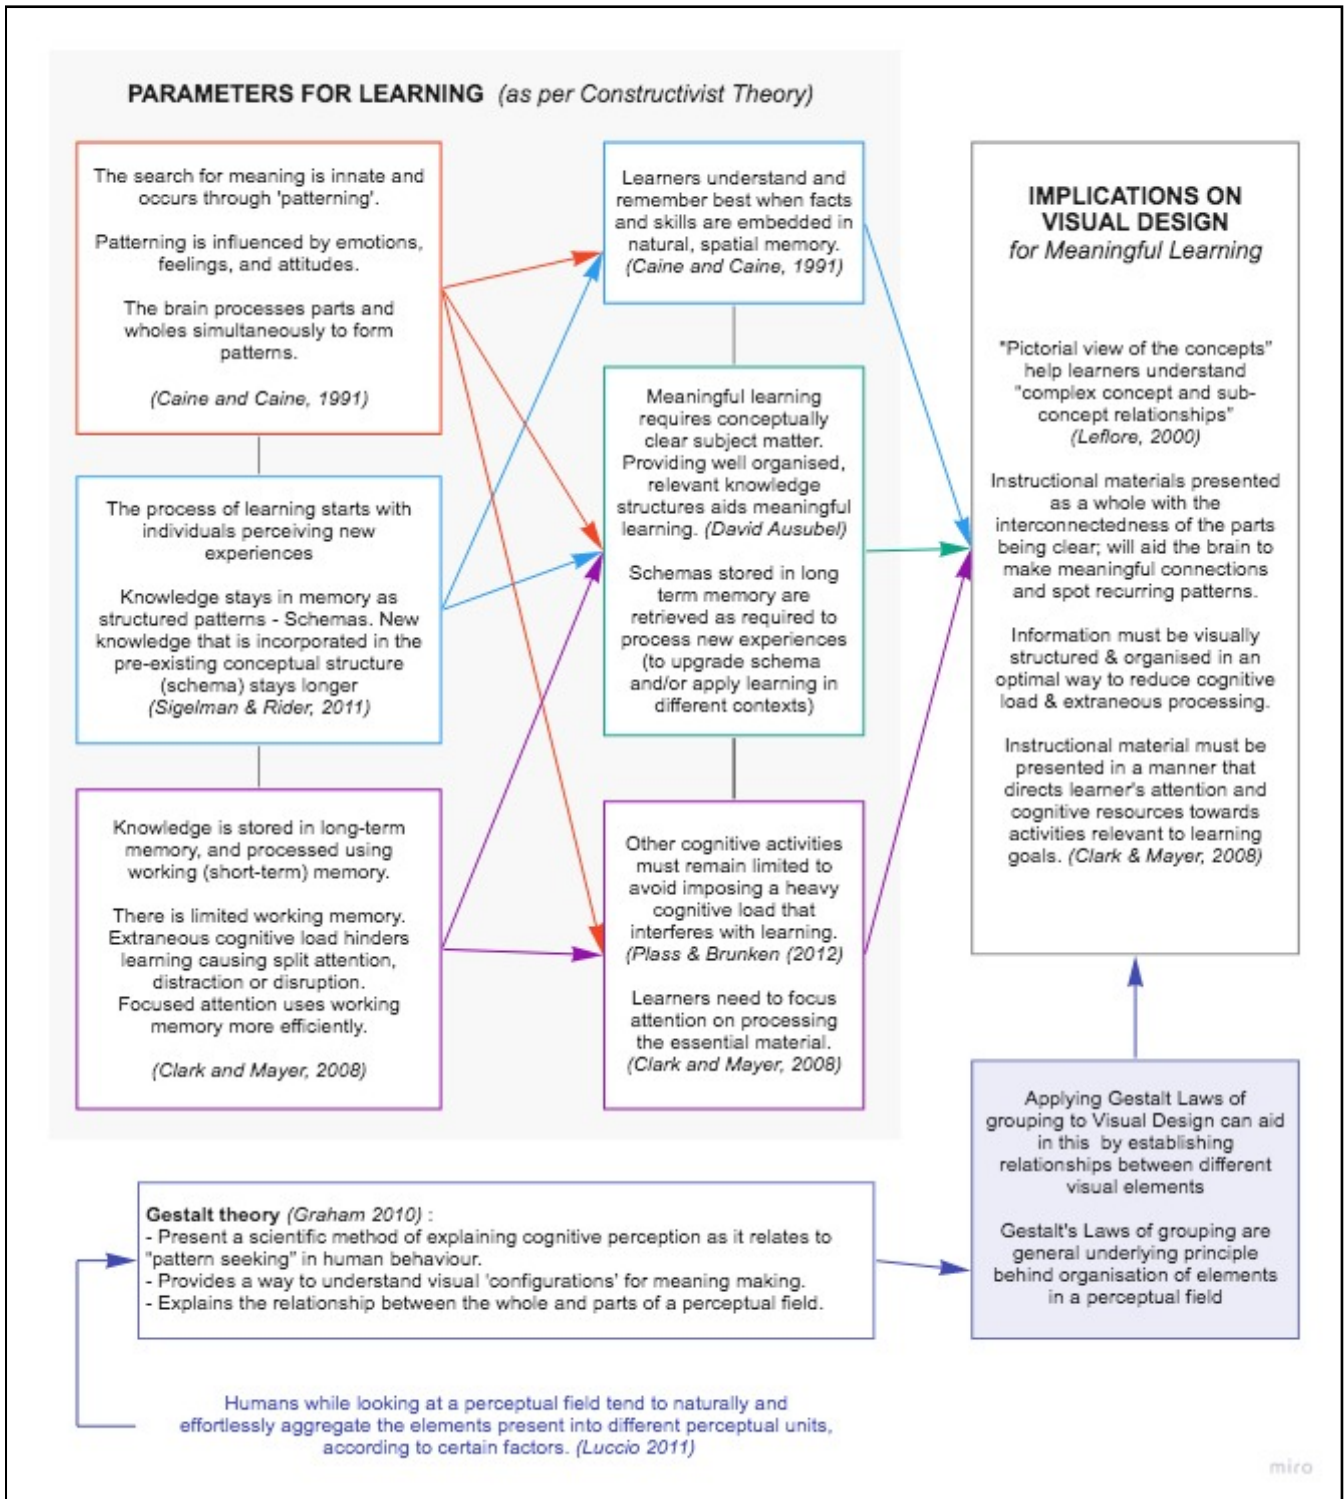 PARAMETERS FOR LEARNING (as per Constructivist Theory)
The search for meaning is innate and
occurs through 'patterning'.
Patterning is influenced by emotions,
feelings, and attitudes.
The brain processes parts and
wholes simultaneously to form
patterns.
(Caine and Caine, 1991)
The process of learning starts with
individuals perceiving new
experiences
Knowledge stays in memory as
structured patterns - Schemas. New
knowledge that is incorporated in the
pre-existing conceptual structure
(schema) stays longer
(Sigelman & Rider, 2011)
Knowledge is stored in long-term
memory, and processed using
working (short-term) memory.
There is limited working memory.
Extraneous cognitive load hinders
learning causing split attention,
distraction or disruption.
Focused attention uses working
memory more efficiently.
(Clark and Mayer, 2008)
Learners understand and
remember best when facts
and skills are embedded in
natural, spatial memory.
(Caine and Caine, 1991)
Meaningful learning
requires conceptually
clear subject matter.
Providing well organised,
relevant knowledge
structures aids meaningful
learning. (David Ausubel)
Schemas stored in long
term memory are
retrieved as required to
process new experiences
(to upgrade schema
and/or apply learning in
different contexts)
Other cognitive activities
must remain limited to
avoid imposing a heavy
cognitive load that
interferes with learning.
(Plass & Brunken (2012)
Learners need to focus
attention on processing
the essential material.
(Clark and Mayer, 2008)
IMPLICATIONS ON
VISUAL DESIGN
for Meaningful Learning
"Pictorial view of the concepts"
help learners understand
"complex concept and sub-
concept relationships"
(Leflore, 2000)
Instructional materials presented
as a whole with the
interconnectedness of the parts
being clear; will aid the brain to
make meaningful connections
and spot recurring patterns.
Information must be visually
structured & organised in an
optimal way to reduce cognitive
load & extraneous processing.
Instructional material must be
presented in a manner that
directs learner's attention and
cognitive resources towards
activities relevant to learning
goals. (Clark & Mayer, 2008)
Applying Gestalt Laws of
grouping to Visual Design can aid
in this by establishing
relationships between different
visual elements
Gestalt's Laws of grouping are
general underlying principle
behind organisation of elements
in a perceptual field
Gestalt theory (Graham 2010) :
- Present a scientific method of explaining cognitive perception as it relates to
"pattern seeking" in human behaviour.
- Provides a way to understand visual 'configurations' for meaning making.
- Explains the relationship between the whole and parts of a perceptual field.
Humans while looking at a perceptual field tend to naturally and
effortlessly aggregate the elements present into different perceptual units,
according to certain factors. (Luccio 2011)
miro